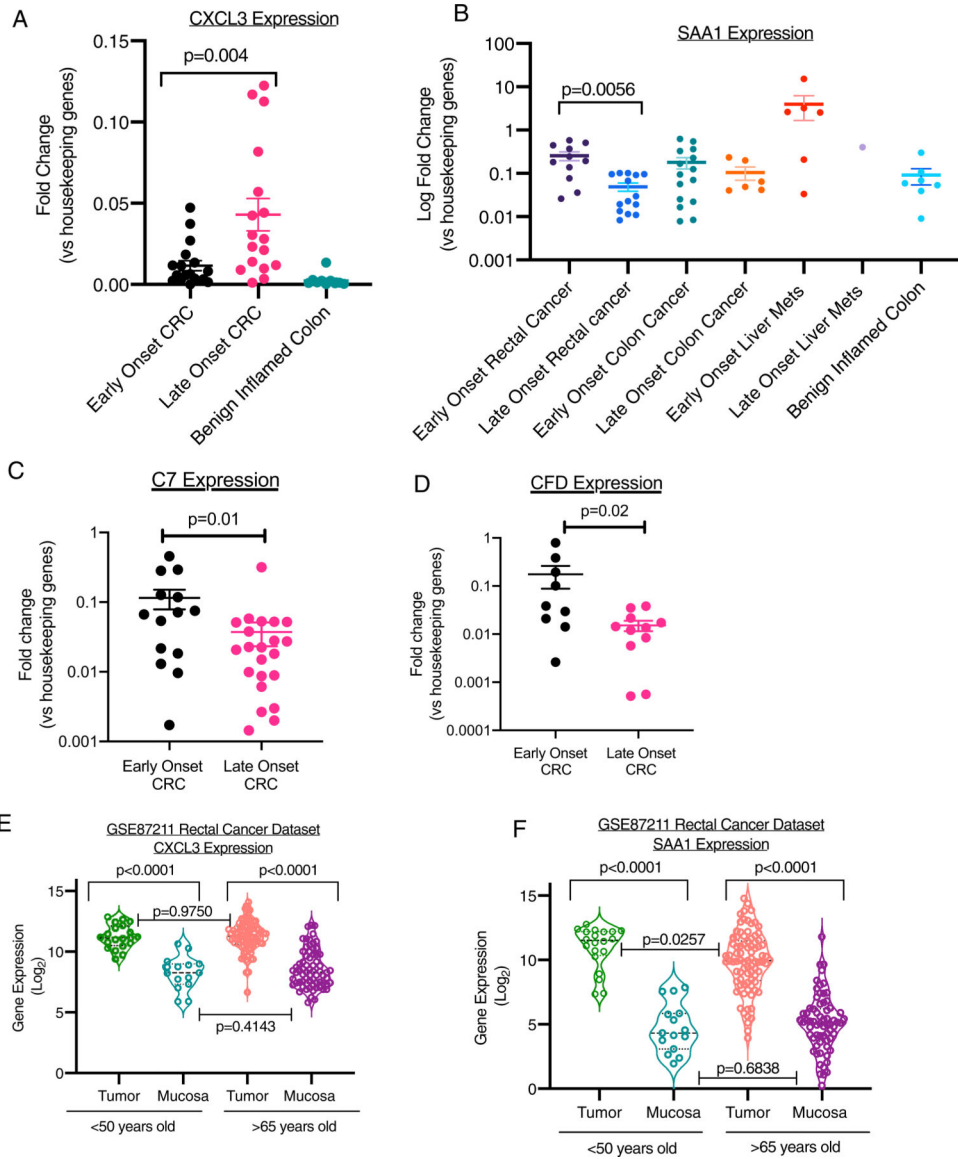 A
CXCL3 Expression
p=0.004
Fold Change
(vs housekeeping genes)
0.15
0.10
0.05
0.00
Early Onset CRC
Late Onset CRC
Benign Inflamed Colon
B
SAA1 Expression
p=0.0056
Log Fold Change
(vs housekeeping genes)
100
10
1
0.1
0.01
0.001
Early Onset Rectal Cancer
Late Onset Rectal cancer
Early Onset Colon Cancer
Late Onset Colon Cancer
Early Onset Liver Mets
Late Onset Liver Mets
Benign Inflamed Colon
C
C7 Expression
p=0.01
Fold change
(vs housekeeping genes)
1
0.1
0.01
0.001
Early Onset
CRC
Late Onset
CRC
D
CFD Expression
p=0.02
Fold change
(vs housekeeping genes)
1
0.1
0.01
0.001
0.0001
Early Onset
CRC
Late Onset
CRC
E
GSE87211 Rectal Cancer Dataset
CXCL3 Expression
p<0.0001
p<0.0001
p=0.9750
p=0.4143
Gene Expression
(Log2)
15
10
5
0
Tumor
Mucosa
Tumor
Mucosa
<50 years old
>65 years old
F
GSE87211 Rectal Cancer Dataset
SAA1 Expression
p<0.0001
p<0.0001
p=0.0257
p=0.6838
Gene Expression
(Log2)
15
10
5
0
Tumor
Mucosa
Tumor
Mucosa
<50 years old
>65 years old